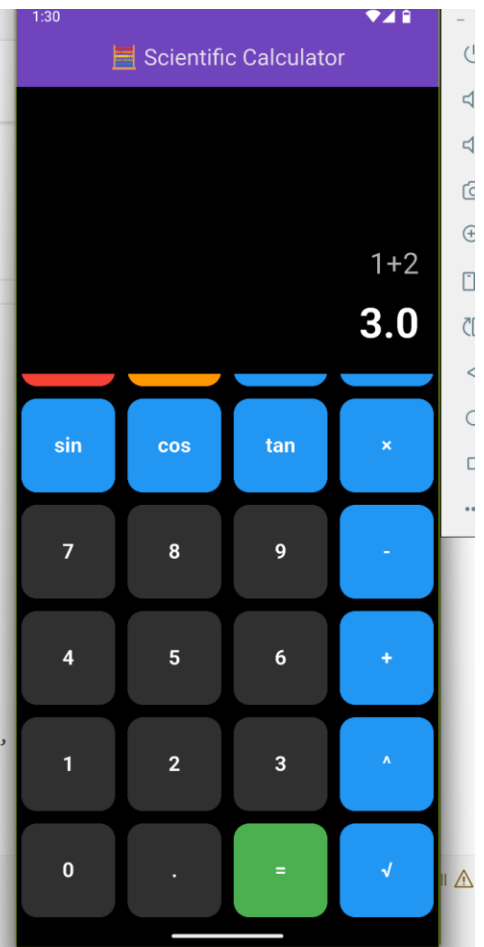 1:30
🧮 Scientific Calculator
1+2
3.0
sin cos tan ×
7 8 9 -
4 5 6 +
1 2 3 ^
0 . = √